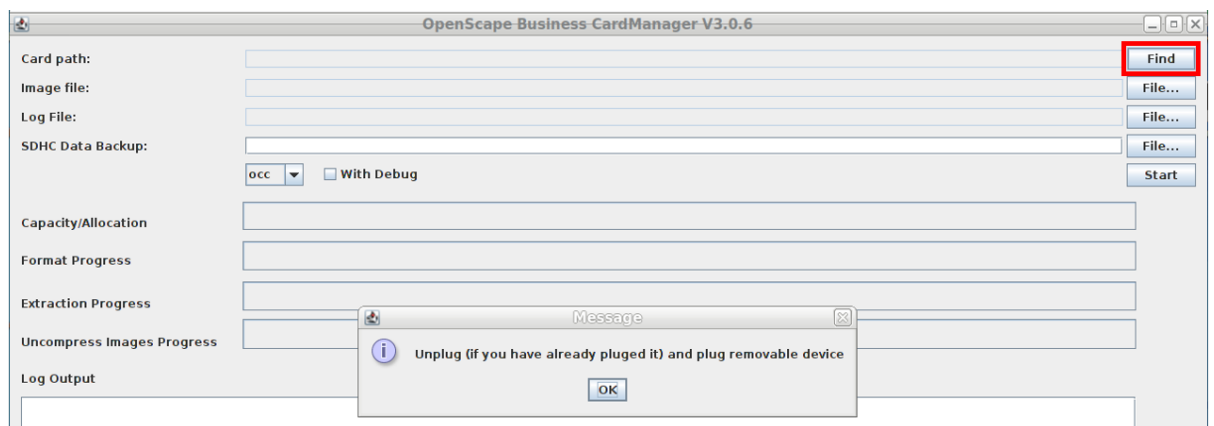 OpenScape Business CardManager V3.0.6
Card path: Find
Image file: File...
Log File: File...
SDHC Data Backup: File...
occ With Debug Start
Capacity/Allocation
Format Progress
Extraction Progress
Message
Uncompress Images Progress
Unplug (if you have already pluged it) and plug removable device
Log Output
OK